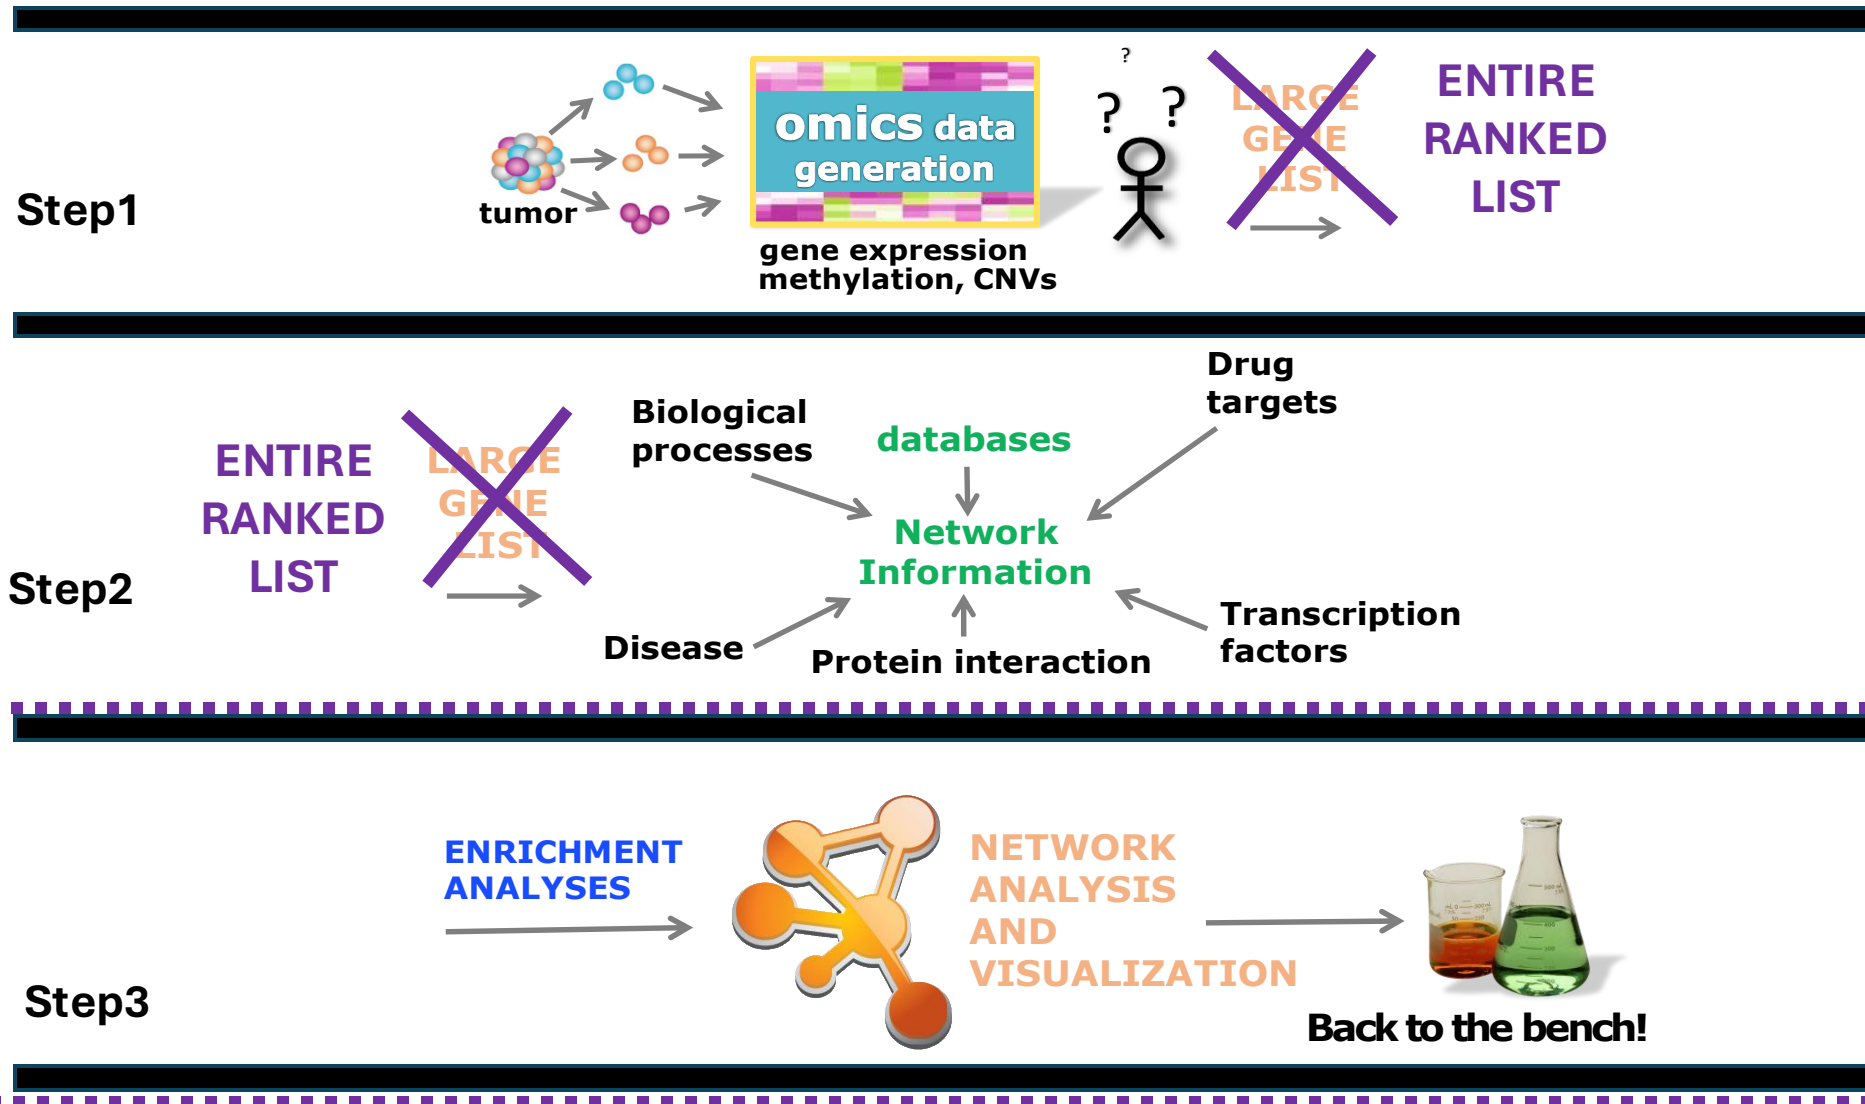 Step1
tumor
omics data
generation
gene expression
methylation, CNVs
?
? ?
LARGE
GENE
LIST
ENTIRE
RANKED
LIST
Step2
ENTIRE
RANKED
LIST
LARGE
GENE
LIST
Biological
processes
databases
Drug
targets
Network
Information
Disease
Protein interaction
Transcription
factors
Step3
ENRICHMENT
ANALYSES
NETWORK
ANALYSIS
AND
VISUALIZATION
Back to the bench!